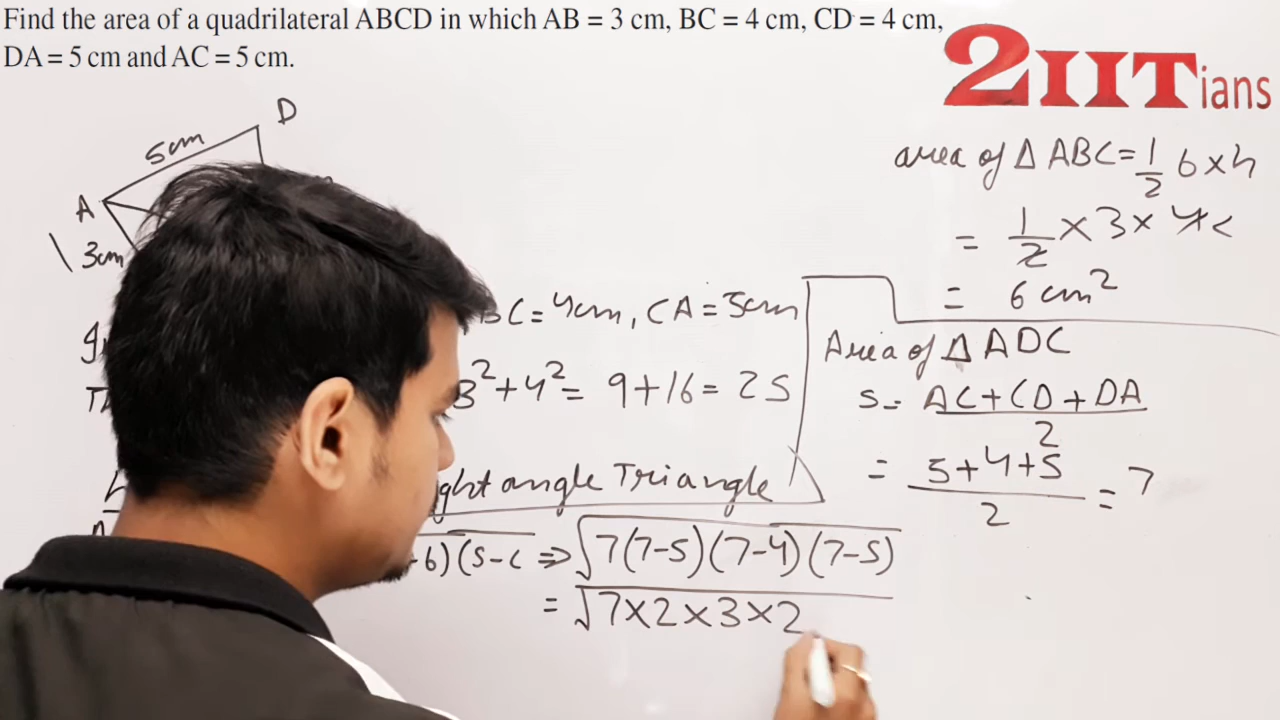 Find the area of a quadrilateral ABCD in which AB = 3 cm, BC = 4 cm, CD = 4 cm,
DA = 5 cm and AC = 5 cm.
2IITians
D
5cm
A
3cm
BC = 4cm, CA = 5cm
3²+4² = 9+16 = 25
ght angle Triangle
-b)(s-c ⇒ √7(7-5)(7-4)(7-5)
= √7×2×3×2
area of Δ ABC = 1/2 b×h
= 1/2 × 3 × 4 2
= 6 cm²
Area of Δ ADC
S = AC+CD+DA / 2
= 5+4+5 / 2 = 7